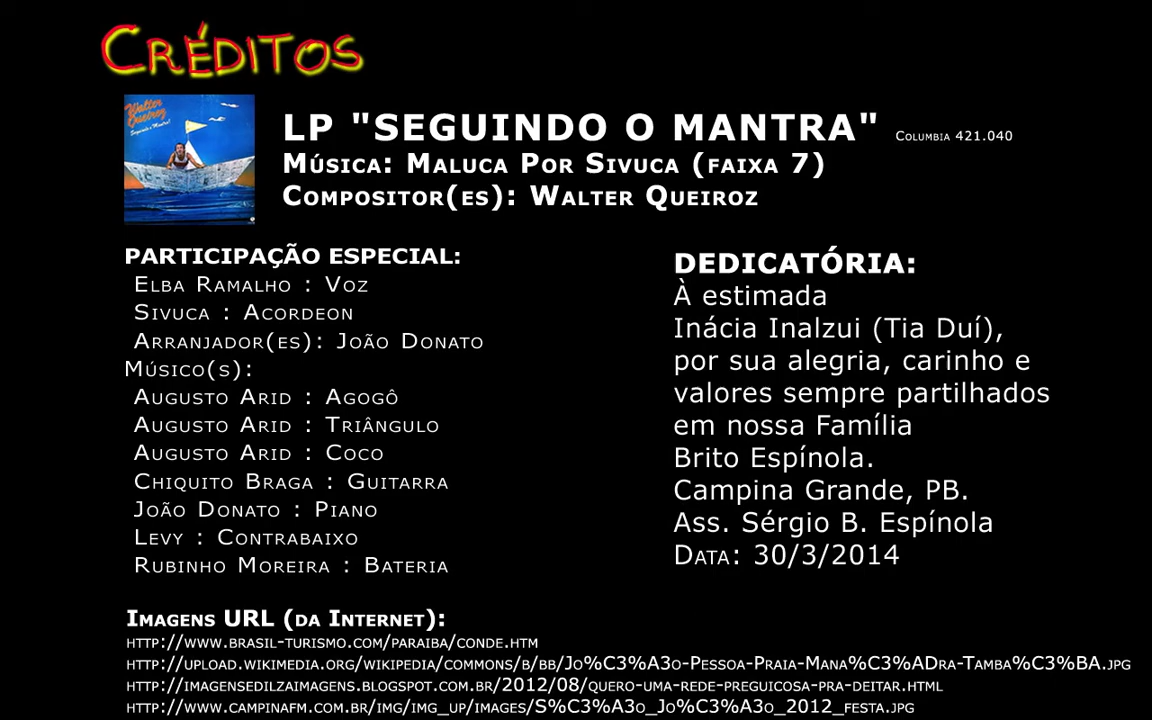 CRÉDITOS
Walter
Queiroz
Seguindo o Mantra!
LP "SEGUINDO O MANTRA" Columbia 421.040
Música: Maluca Por Sivuca (faixa 7)
Compositor(es): Walter Queiroz
PARTICIPAÇÃO ESPECIAL:
Elba Ramalho : Voz
Sivuca : Acordeon
Arranjador(es): João Donato
Músico(s):
Augusto Arid : Agogô
Augusto Arid : Triângulo
Augusto Arid : Coco
Chiquito Braga : Guitarra
João Donato : Piano
Levy : Contrabaixo
Rubinho Moreira : Bateria
DEDICATÓRIA:
À estimada
Inácia Inalzui (Tia Duí),
por sua alegria, carinho e
valores sempre partilhados
em nossa Família
Brito Espínola.
Campina Grande, PB.
Ass. Sérgio B. Espínola
Data: 30/3/2014
Imagens URL (da Internet):
http://www.brasil-turismo.com/paraiba/conde.htm
http://upload.wikimedia.org/wikipedia/commons/b/bb/Jo%C3%A3o-Pessoa-Praia-Mana%C3%ADra-Tamba%C3%BA.jpg
http://imagensedilzaimagens.blogspot.com.br/2012/08/quero-uma-rede-preguicosa-pra-deitar.html
http://www.campinafm.com.br/img/img_up/images/S%C3%A3o_Jo%C3%A3o_2012_festa.jpg